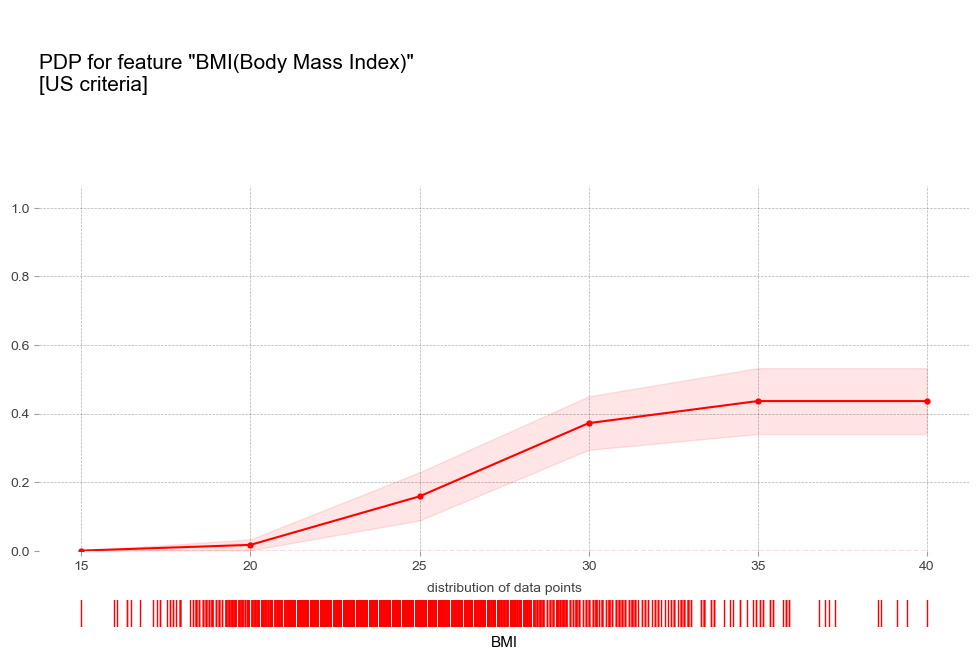 PDP for feature "BMI(Body Mass Index)"
[US criteria]
1.0
0.8
0.6
0.4
0.2
0.0
15 20 25 30 35 40
distribution of data points
BMI